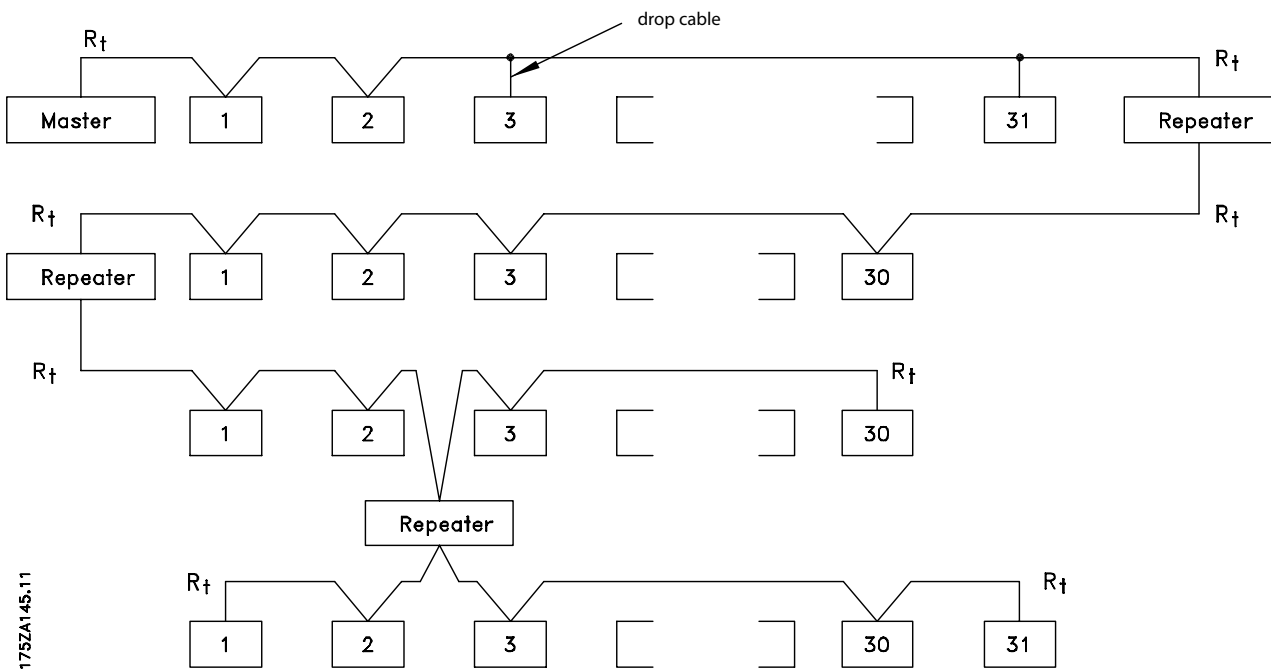 drop cable
Rt Rt
Master 1 2 3 31 Repeater
Rt Rt
Repeater 1 2 3 30
Rt Rt
1 2 3 30
Repeater
Rt Rt
1 2 3 30 31
175ZA145.11